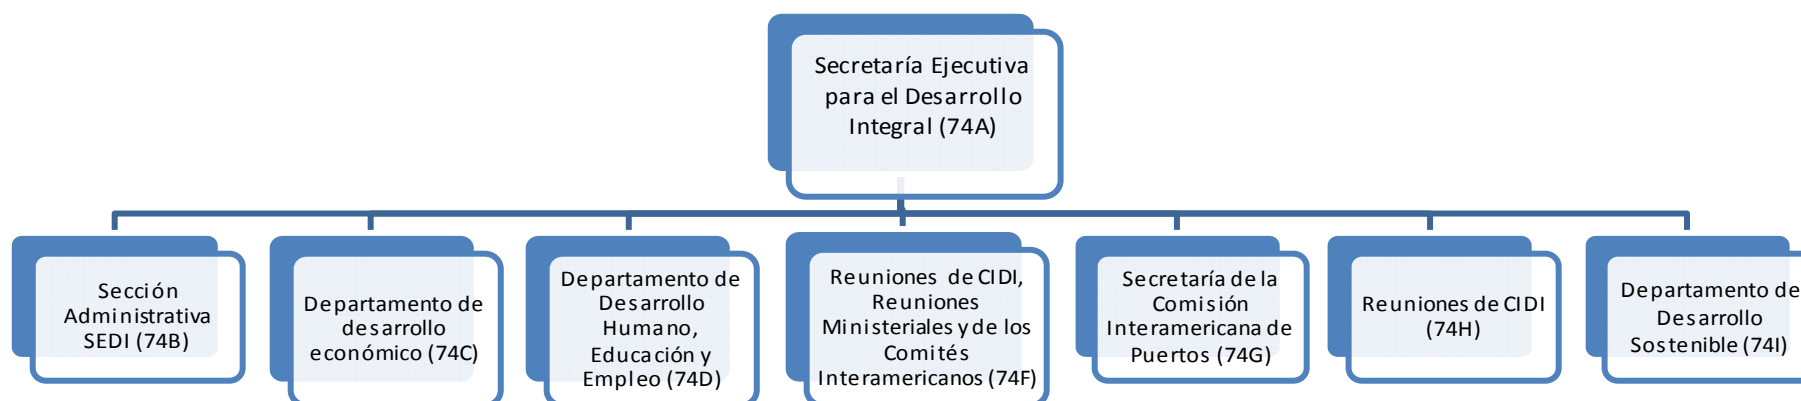 Secretaría Ejecutiva
para el Desarrollo
Integral (74A)
Sección
Administrativa
SEDI (74B)
Departamento de
desarrollo
económico (74C)
Departamento de
Desarrollo
Humano,
Educación y
Empleo (74D)
Reuniones de CIDI,
Reuniones
Ministeriales y de los
Comités
Interamericanos (74F)
Secretaría de la
Comisión
Interamericana de
Puertos (74G)
Reuniones de CIDI
(74H)
Departamento de
Desarrollo
Sostenible (74I)